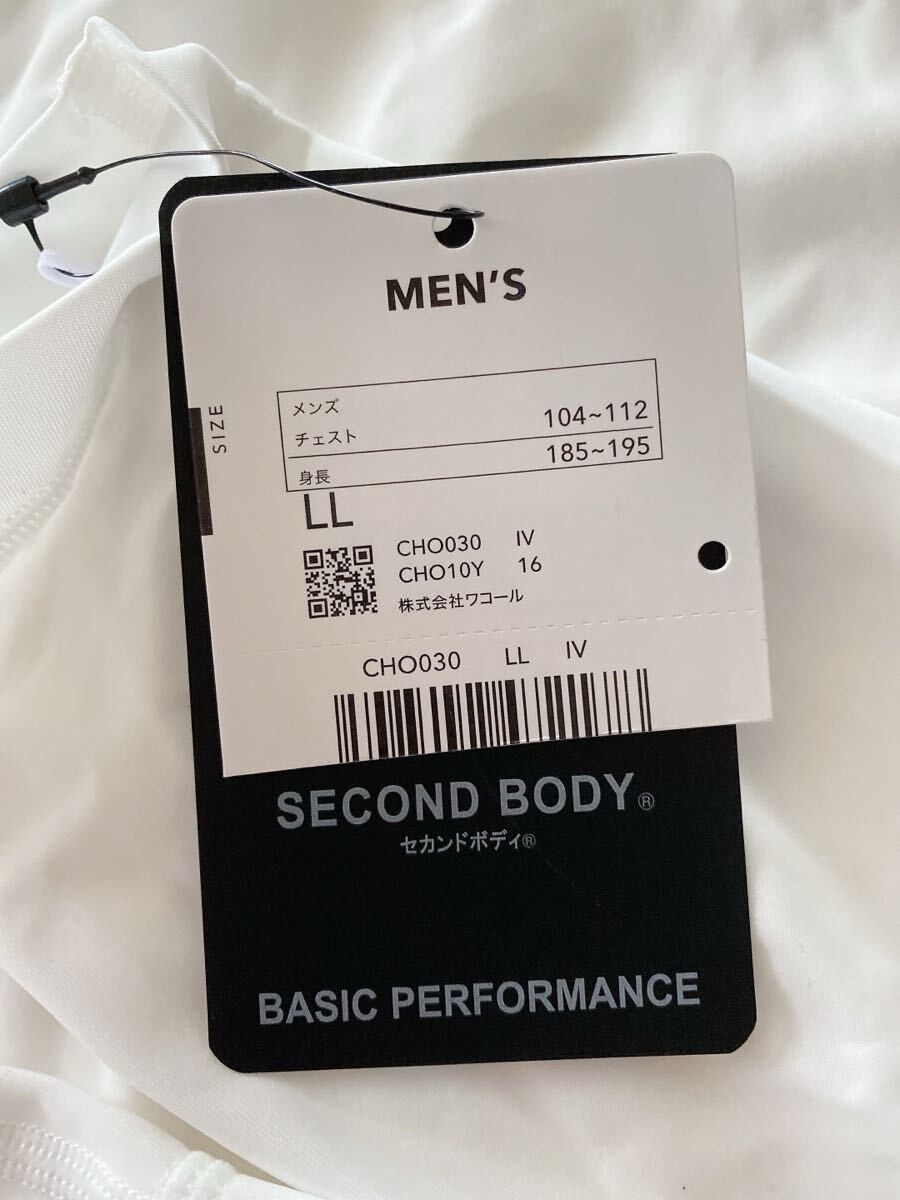 MEN'S
SIZE
メンズ
チェスト 104~112
身長 185~195
LL
CHO030 IV
CHO10Y 16
株式会社ワコール
CHO030 LL IV
SECOND BODY®
セカンドボディ®
BASIC PERFORMANCE